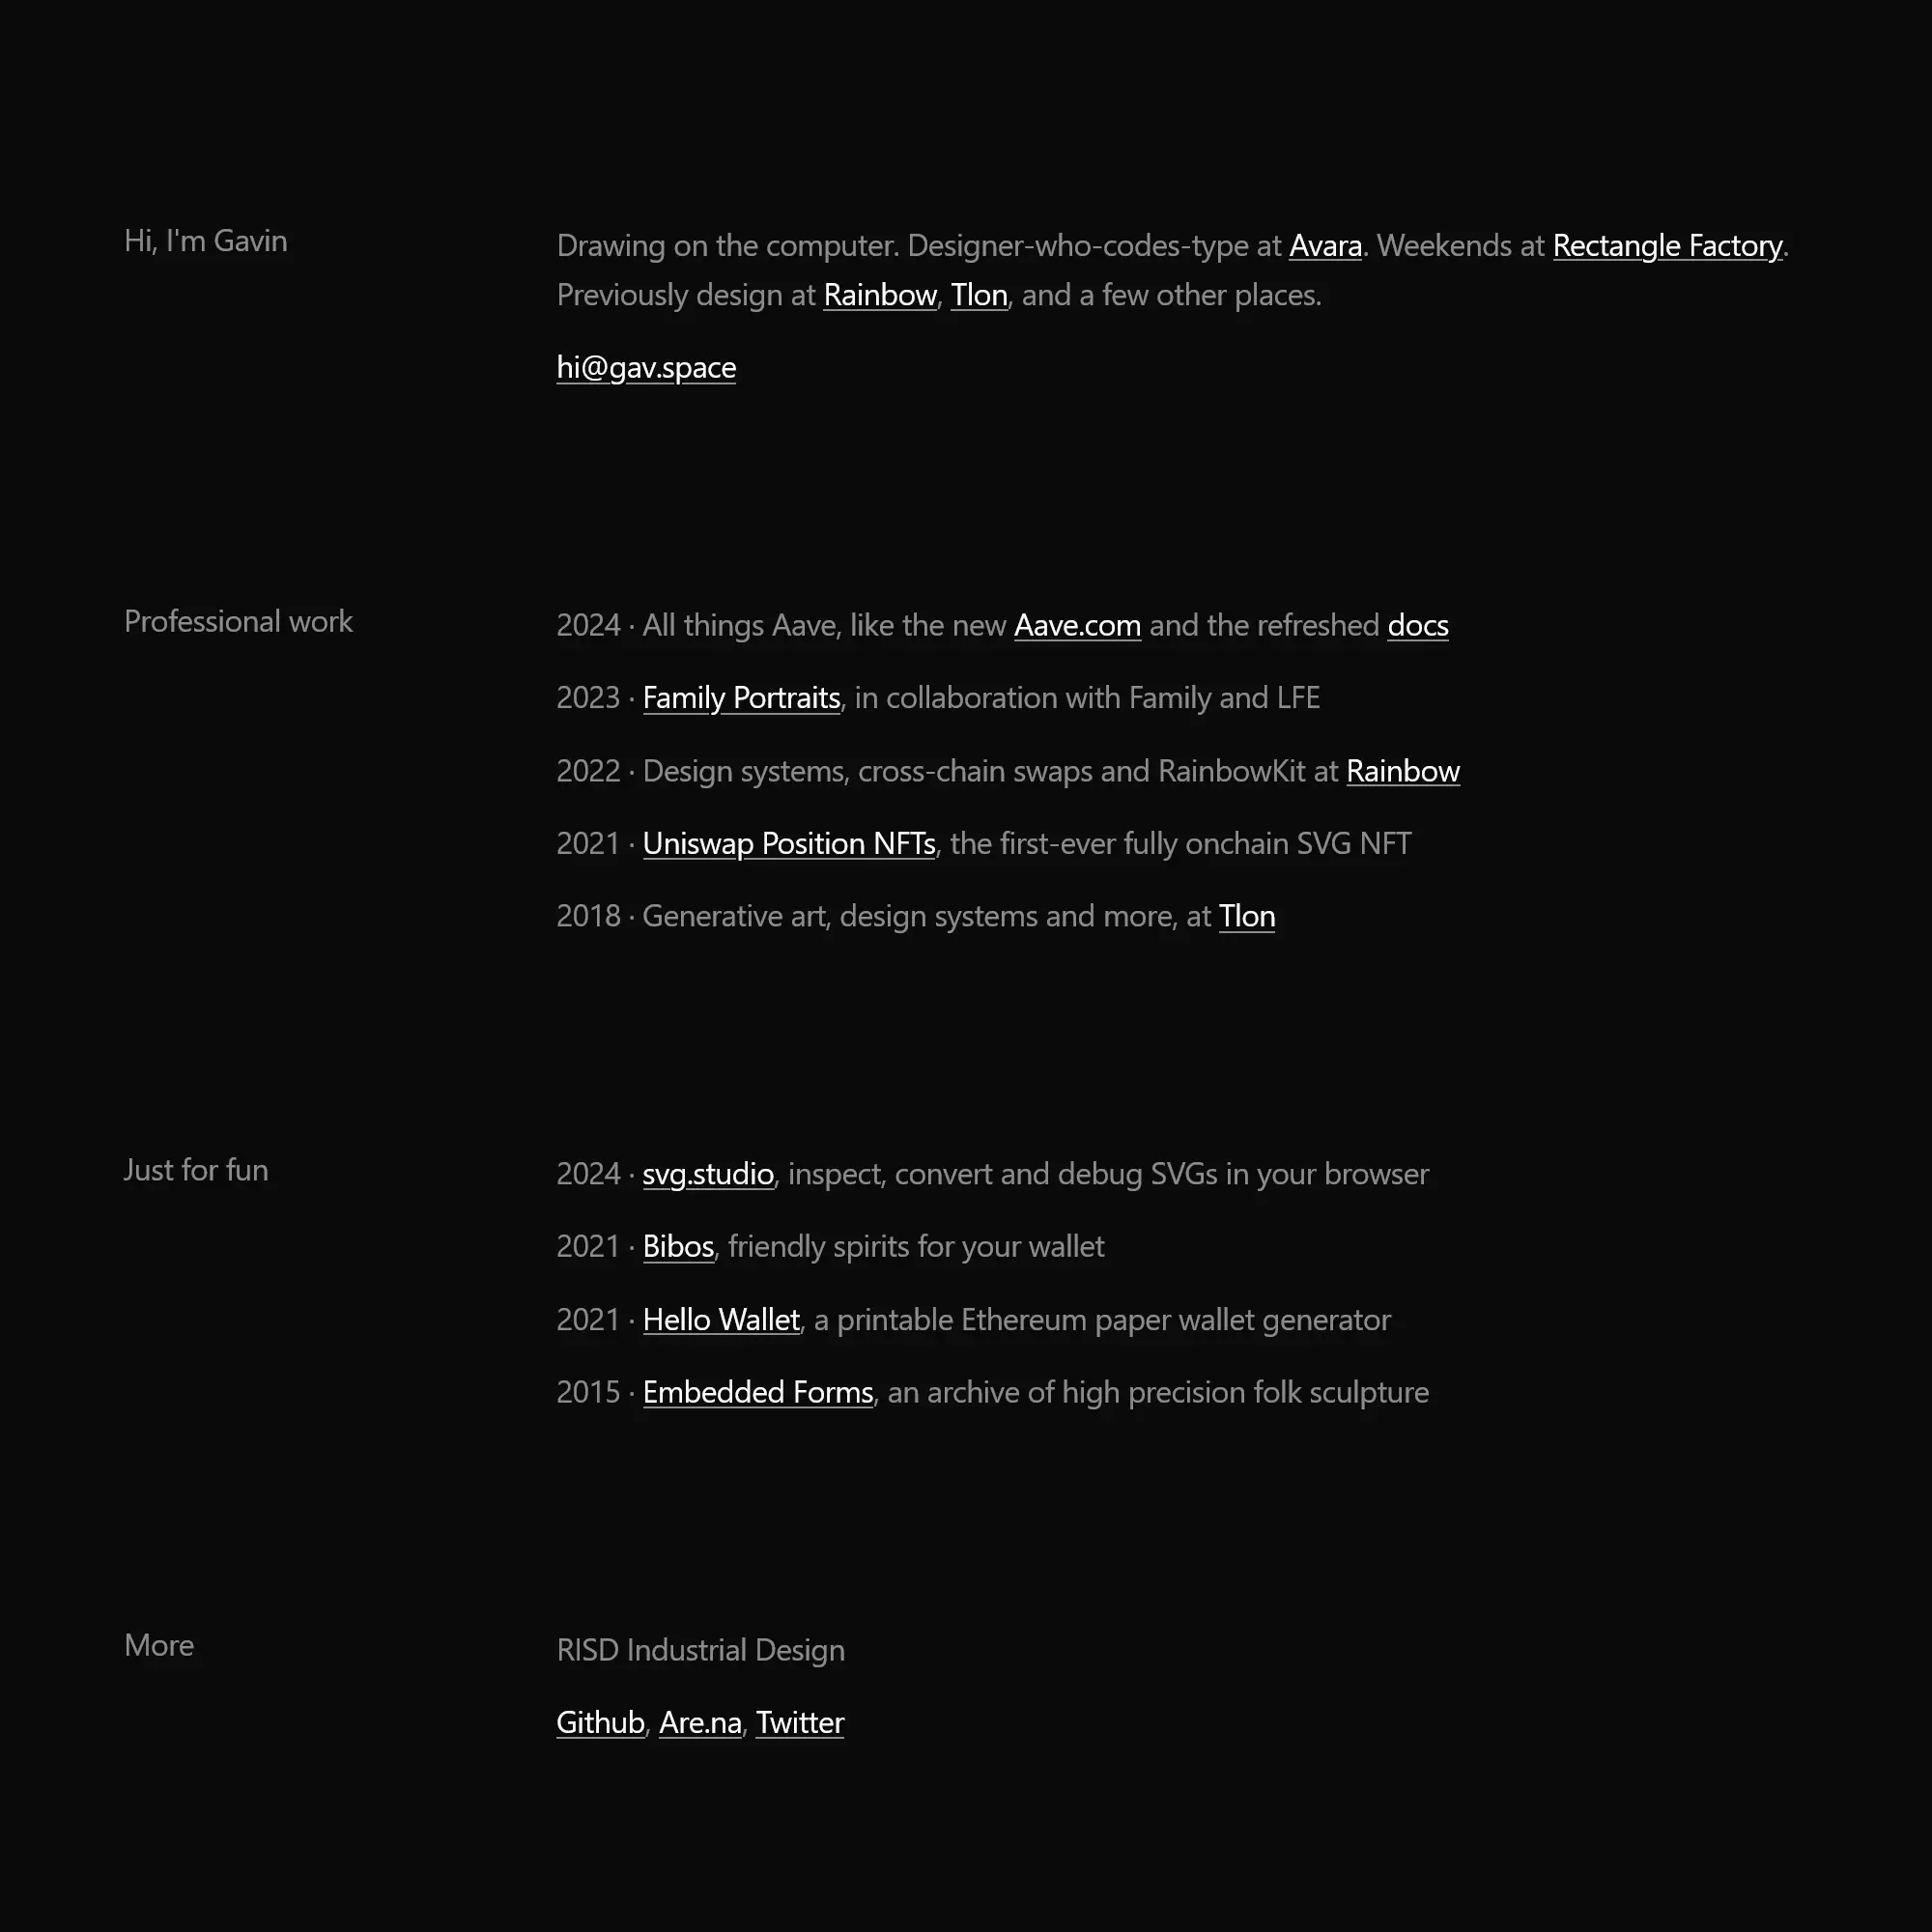 Hi, I'm Gavin
Drawing on the computer. Designer-who-codes-type at Avara. Weekends at Rectangle Factory.
Previously design at Rainbow, Tlon, and a few other places.
hi@gav.space
Professional work
2024 · All things Aave, like the new Aave.com and the refreshed docs
2023 · Family Portraits, in collaboration with Family and LFE
2022 · Design systems, cross-chain swaps and RainbowKit at Rainbow
2021 · Uniswap Position NFTs, the first-ever fully onchain SVG NFT
2018 · Generative art, design systems and more, at Tlon
Just for fun
2024 · svg.studio, inspect, convert and debug SVGs in your browser
2021 · Bibos, friendly spirits for your wallet
2021 · Hello Wallet, a printable Ethereum paper wallet generator
2015 · Embedded Forms, an archive of high precision folk sculpture
More
RISD Industrial Design
Github, Are.na, Twitter